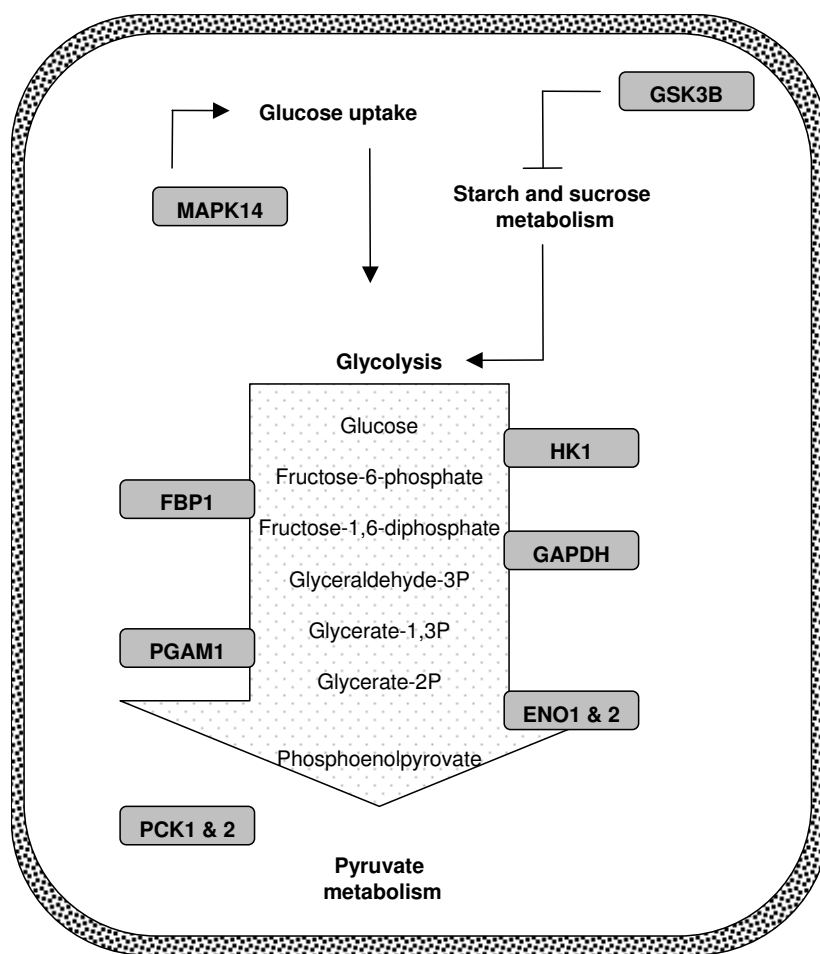 GSK3B
Glucose uptake
MAPK14
Starch and sucrose
metabolism
Glycolysis
Glucose
HK1
Fructose-6-phosphate
FBP1
Fructose-1,6-diphosphate
GAPDH
Glyceraldehyde-3P
Glycerate-1,3P
PGAM1
Glycerate-2P
ENO1 & 2
Phosphoenolpyrovate
PCK1 & 2
Pyruvate
metabolism